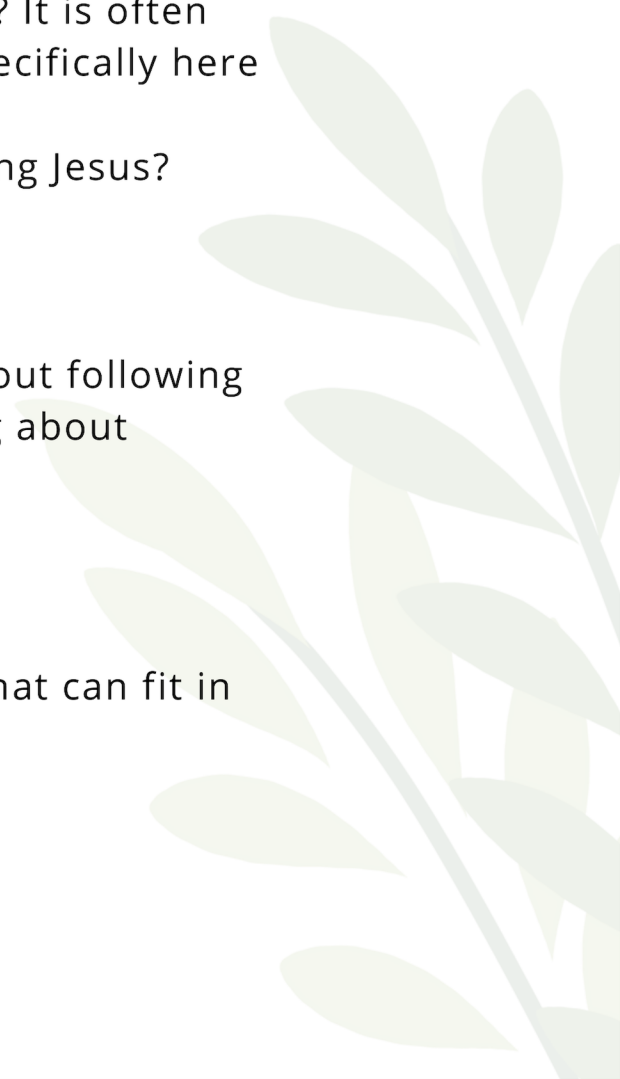 ? It is often
ecifically here
ng Jesus?
out following
g about
hat can fit in